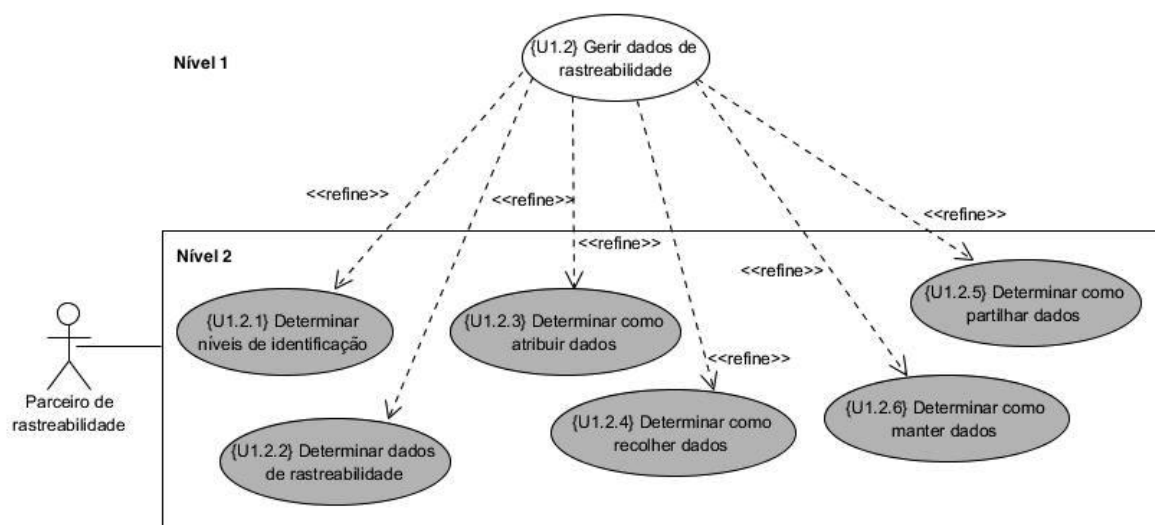 {U1.2} Gerir dados de
rastreabilidade
Nível 1
<<refine>>
<<refine>>
<<refine>>
<<refine>>
<<refine>>
<<refine>>
Nível 2
{U1.2.1} Determinar
níveis de identificação
{U1.2.3} Determinar como
atribuir dados
{U1.2.5} Determinar como
partilhar dados
{U1.2.2} Determinar dados
de rastreabilidade
{U1.2.4} Determinar como
recolher dados
{U1.2.6} Determinar como
manter dados
Parceiro de
rastreabilidade